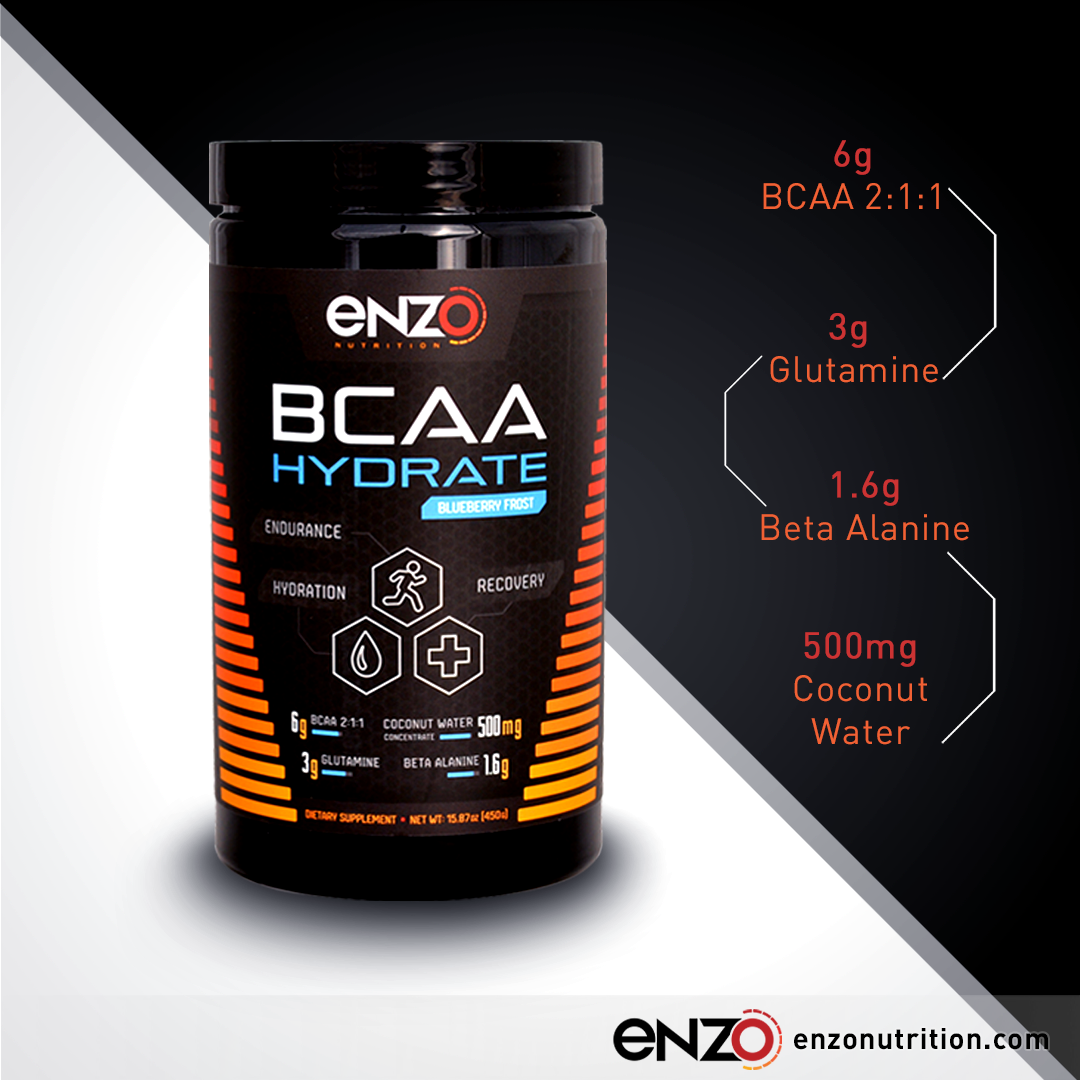 enzo
NUTRITION
BCAA
HYDRATE
BLUEBERRY FROST
ENDURANCE
HYDRATION
RECOVERY
6g BCAA 2:1:1
COCONUT WATER CONCENTRATE 500mg
3g GLUTAMINE
BETA ALANINE 1.6g
DIETARY SUPPLEMENT • NET WT: 15.87oz (450g)
6g
BCAA 2:1:1
3g
Glutamine
1.6g
Beta Alanine
500mg
Coconut
Water
enzo enzonutrition.com